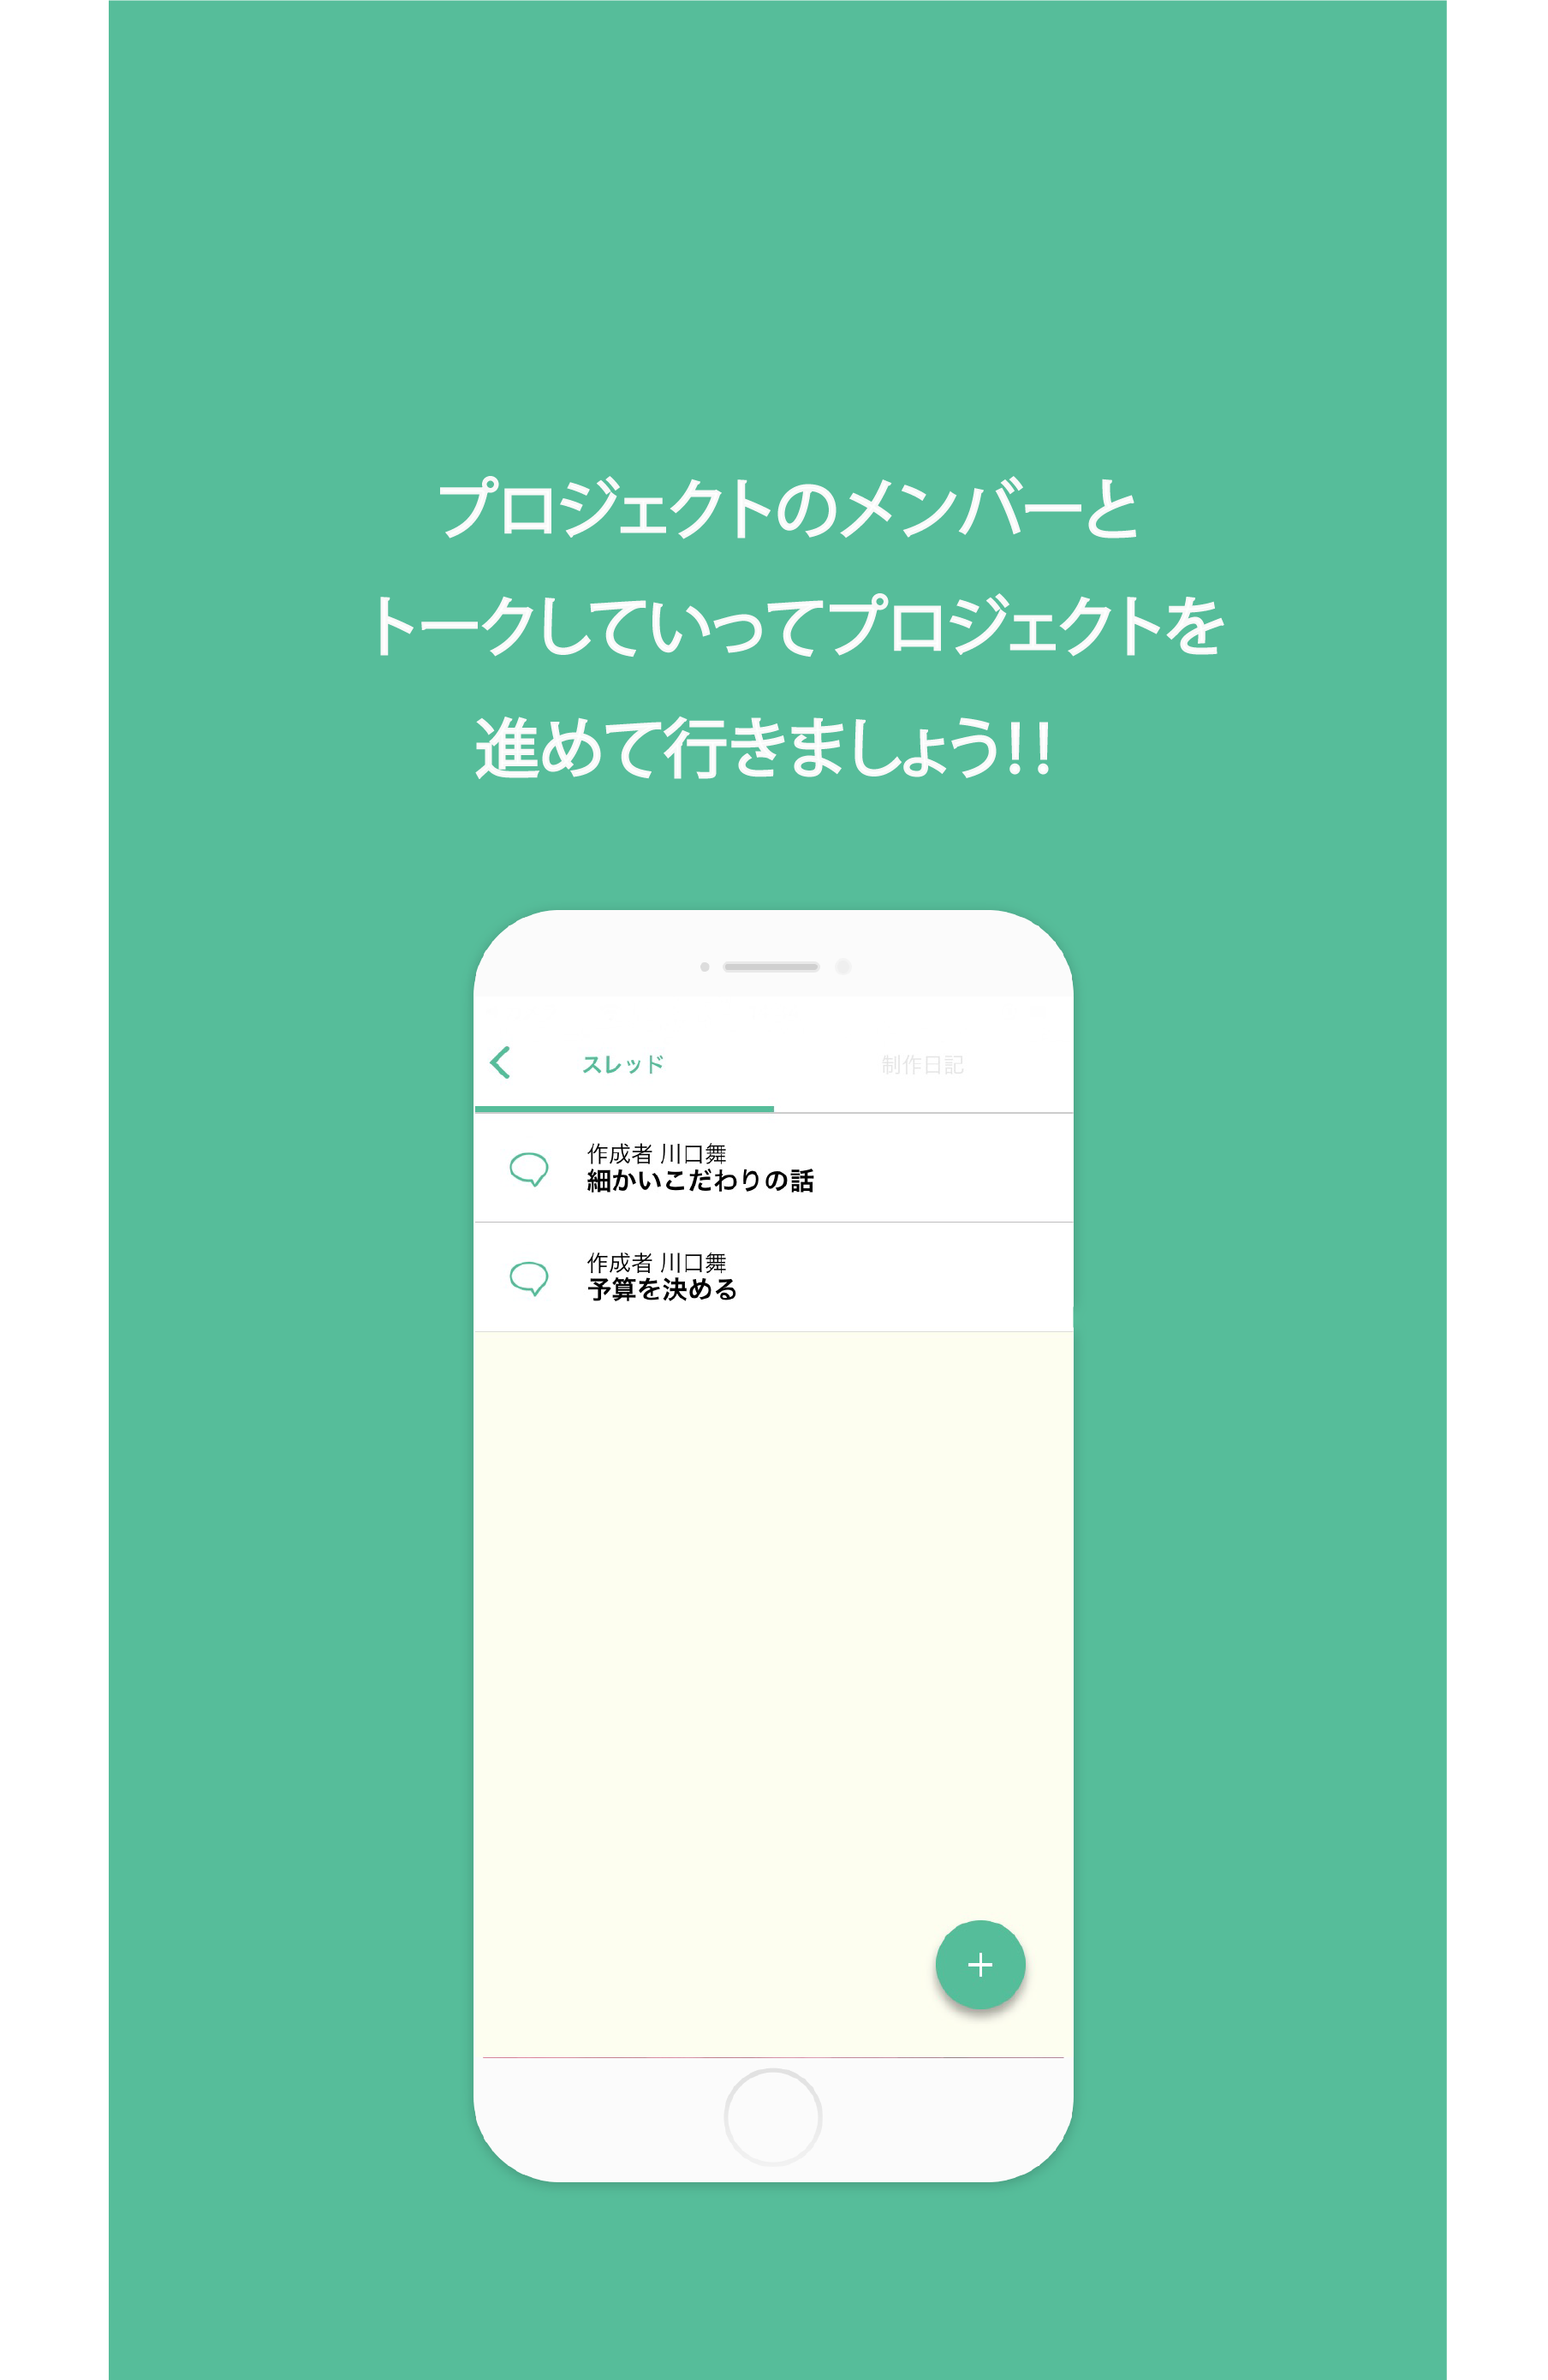 プロジェクトのメンバーと
トークしていってプロジェクトを
進めて行きましょう!!
スレッド
制作日記
作成者 川口舞
細かいこだわりの話
作成者 川口舞
予算を決める